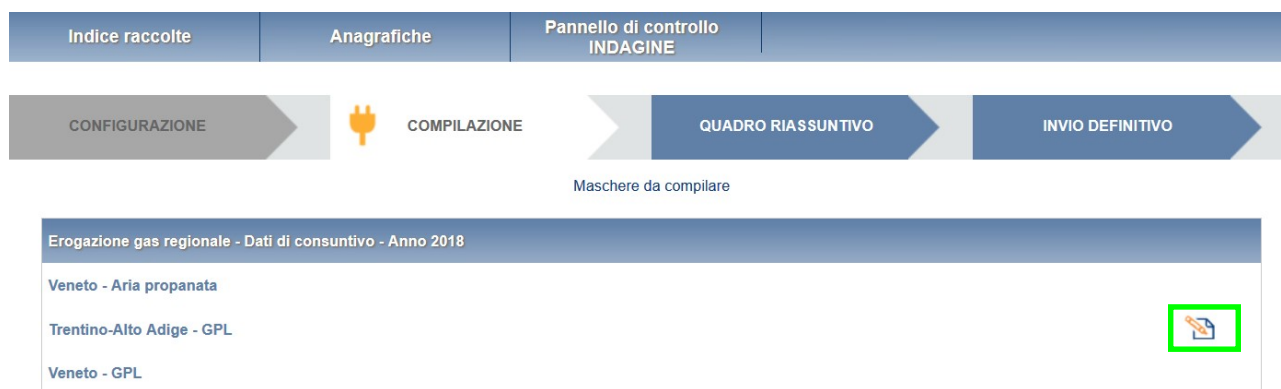 Indice raccolte
Anagrafiche
Pannello di controllo
INDAGINE
CONFIGURAZIONE
COMPILAZIONE
QUADRO RIASSUNTIVO
INVIO DEFINITIVO
Maschere da compilare
Erogazione gas regionale - Dati di consuntivo - Anno 2018
Veneto - Aria propanata
Trentino-Alto Adige - GPL
Veneto - GPL